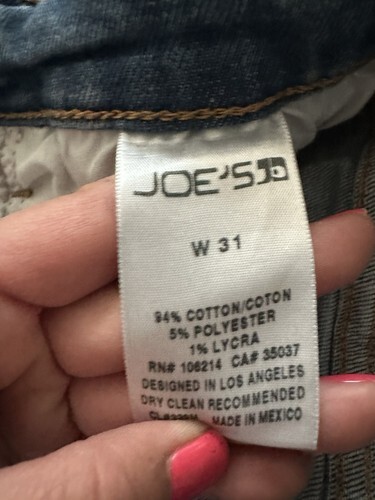 JOE'S
W 31
94% COTTON/COTON
5% POLYESTER
1% LYCRA
RN# 106214 CA# 35037
DESIGNED IN LOS ANGELES
DRY CLEAN RECOMMENDED
MADE IN MEXICO